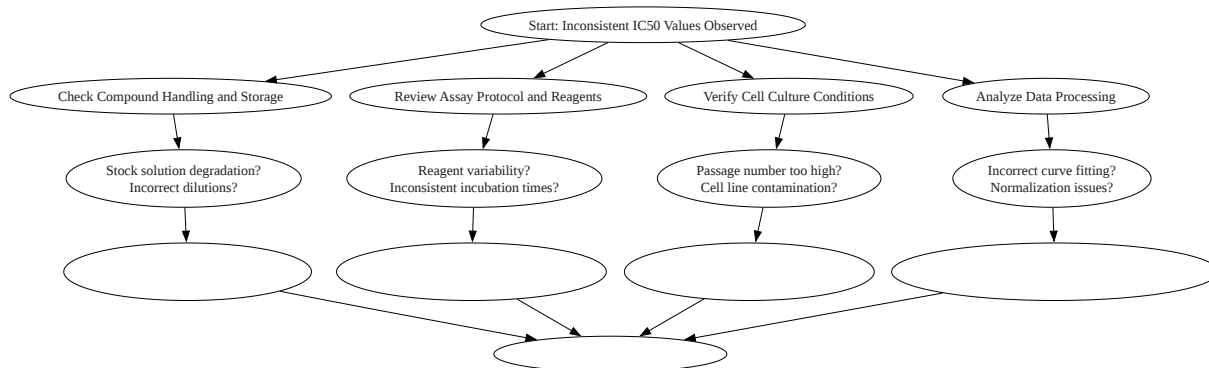 Start: Inconsistent IC50 Values Observed
Check Compound Handling and Storage
Review Assay Protocol and Reagents
Verify Cell Culture Conditions
Analyze Data Processing
Stock solution degradation?
Incorrect dilutions?
Reagent variability?
Inconsistent incubation times?
Passage number too high?
Cell line contamination?
Incorrect curve fitting?
Normalization issues?